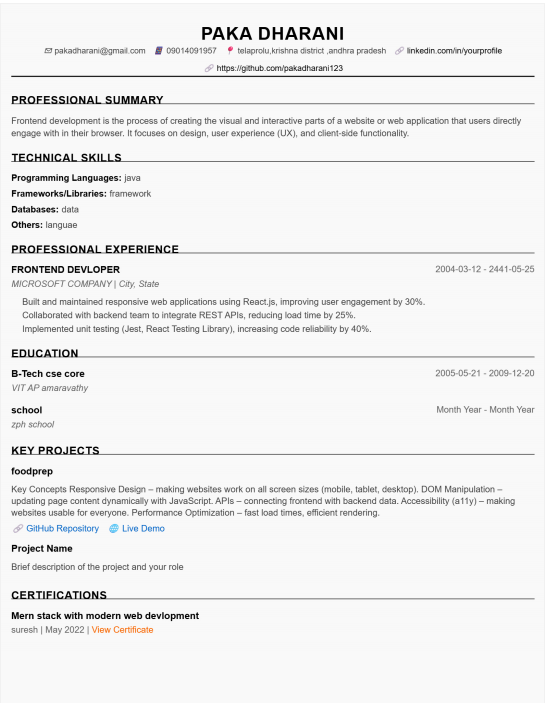 PAKA DHARANI
pakadharani@gmail.com 09014091957 telaprolu,krishna district ,andhra pradesh linkedin.com/in/yourprofile
https://github.com/pakadharani123
PROFESSIONAL SUMMARY
Frontend development is the process of creating the visual and interactive parts of a website or web application that users directly
engage with in their browser. It focuses on design, user experience (UX), and client-side functionality.
TECHNICAL SKILLS
Programming Languages: java
Frameworks/Libraries: framework
Databases: data
Others: languae
PROFESSIONAL EXPERIENCE
FRONTEND DEVLOPER 2004-03-12 - 2441-05-25
MICROSOFT COMPANY | City, State
Built and maintained responsive web applications using React.js, improving user engagement by 30%.
Collaborated with backend team to integrate REST APIs, reducing load time by 25%.
Implemented unit testing (Jest, React Testing Library), increasing code reliability by 40%.
EDUCATION
B-Tech cse core 2005-05-21 - 2009-12-20
VIT AP amaravathy
school Month Year - Month Year
zph school
KEY PROJECTS
foodprep
Key Concepts Responsive Design – making websites work on all screen sizes (mobile, tablet, desktop). DOM Manipulation –
updating page content dynamically with JavaScript. APIs – connecting frontend with backend data. Accessibility (a11y) – making
websites usable for everyone. Performance Optimization – fast load times, efficient rendering.
GitHub Repository Live Demo
Project Name
Brief description of the project and your role
CERTIFICATIONS
Mern stack with modern web devlopment
suresh | May 2022 | View Certificate